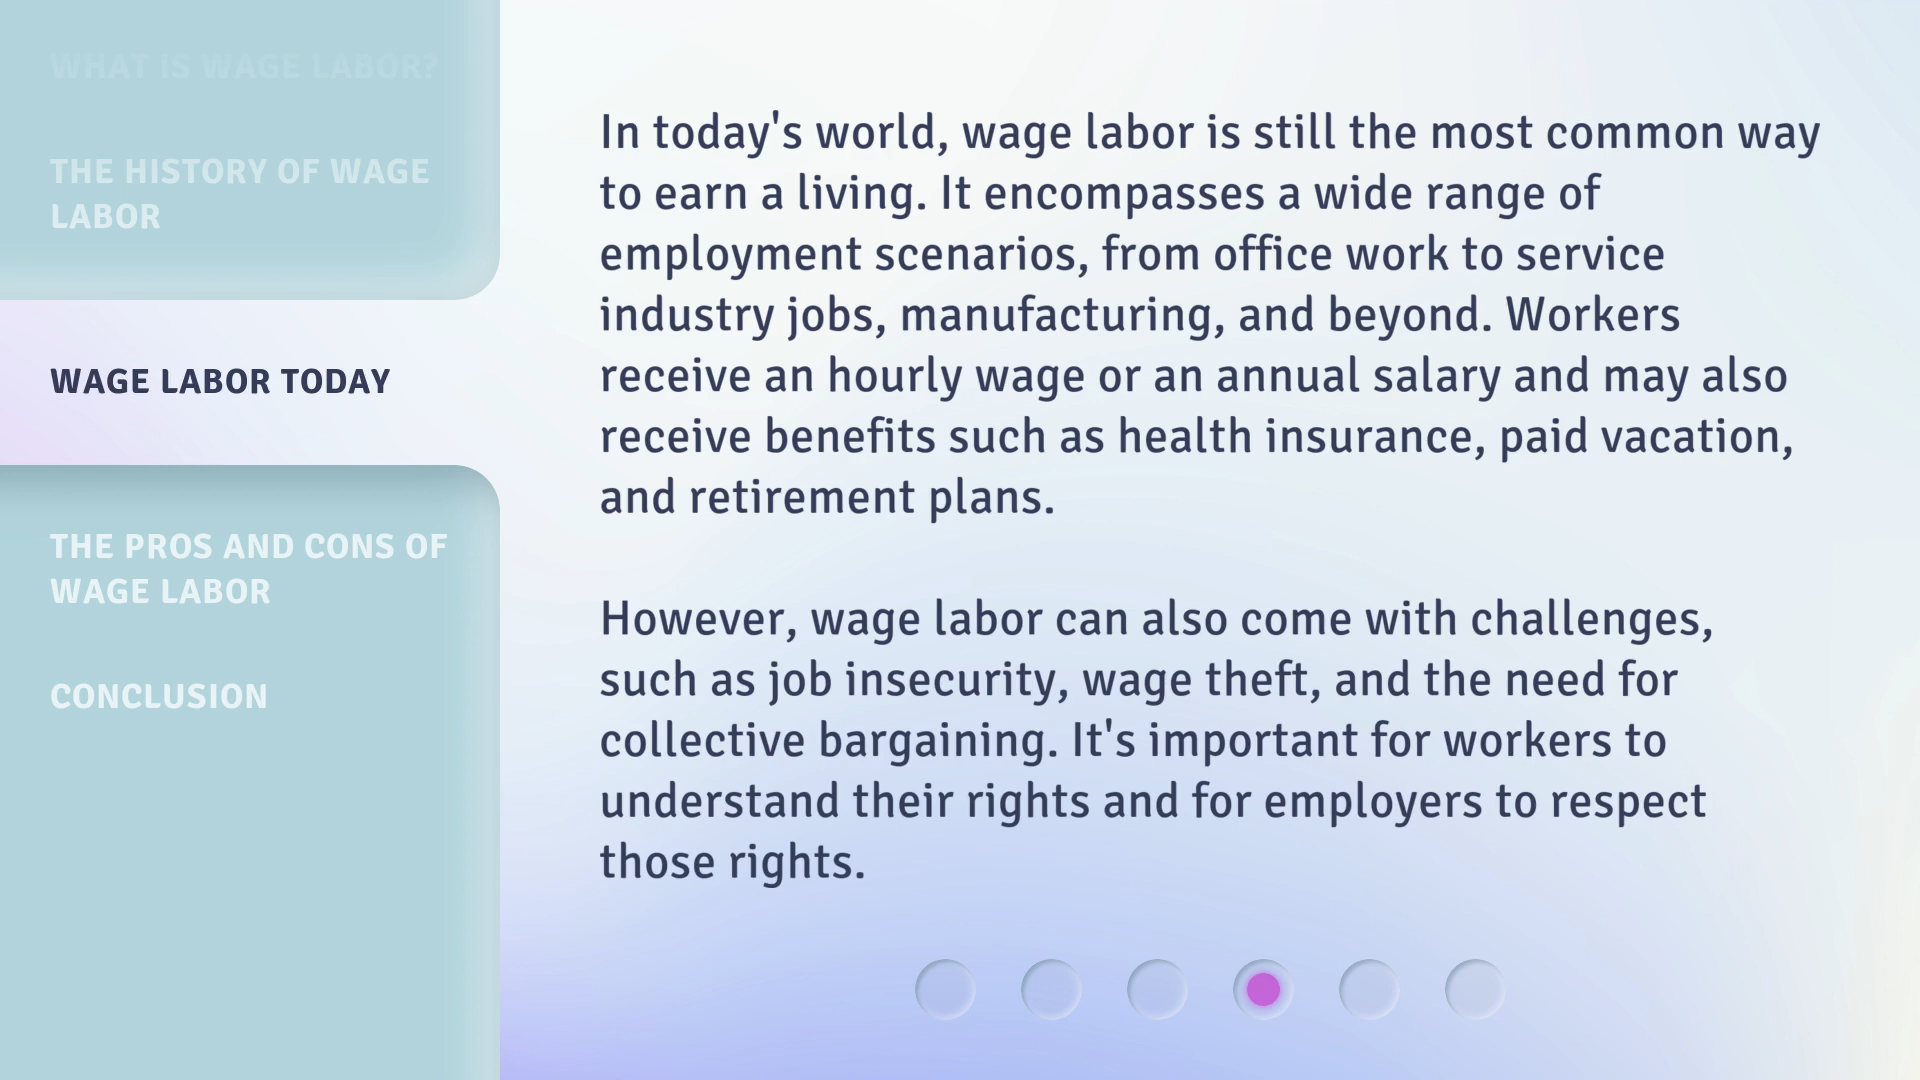 WHAT IS WAGE LABOR?
THE HISTORY OF WAGE
LABOR
WAGE LABOR TODAY
THE PROS AND CONS OF
WAGE LABOR
CONCLUSION
In today's world, wage labor is still the most common way
to earn a living. It encompasses a wide range of
employment scenarios, from office work to service
industry jobs, manufacturing, and beyond. Workers
receive an hourly wage or an annual salary and may also
receive benefits such as health insurance, paid vacation,
and retirement plans.
However, wage labor can also come with challenges,
such as job insecurity, wage theft, and the need for
collective bargaining. It's important for workers to
understand their rights and for employers to respect
those rights.